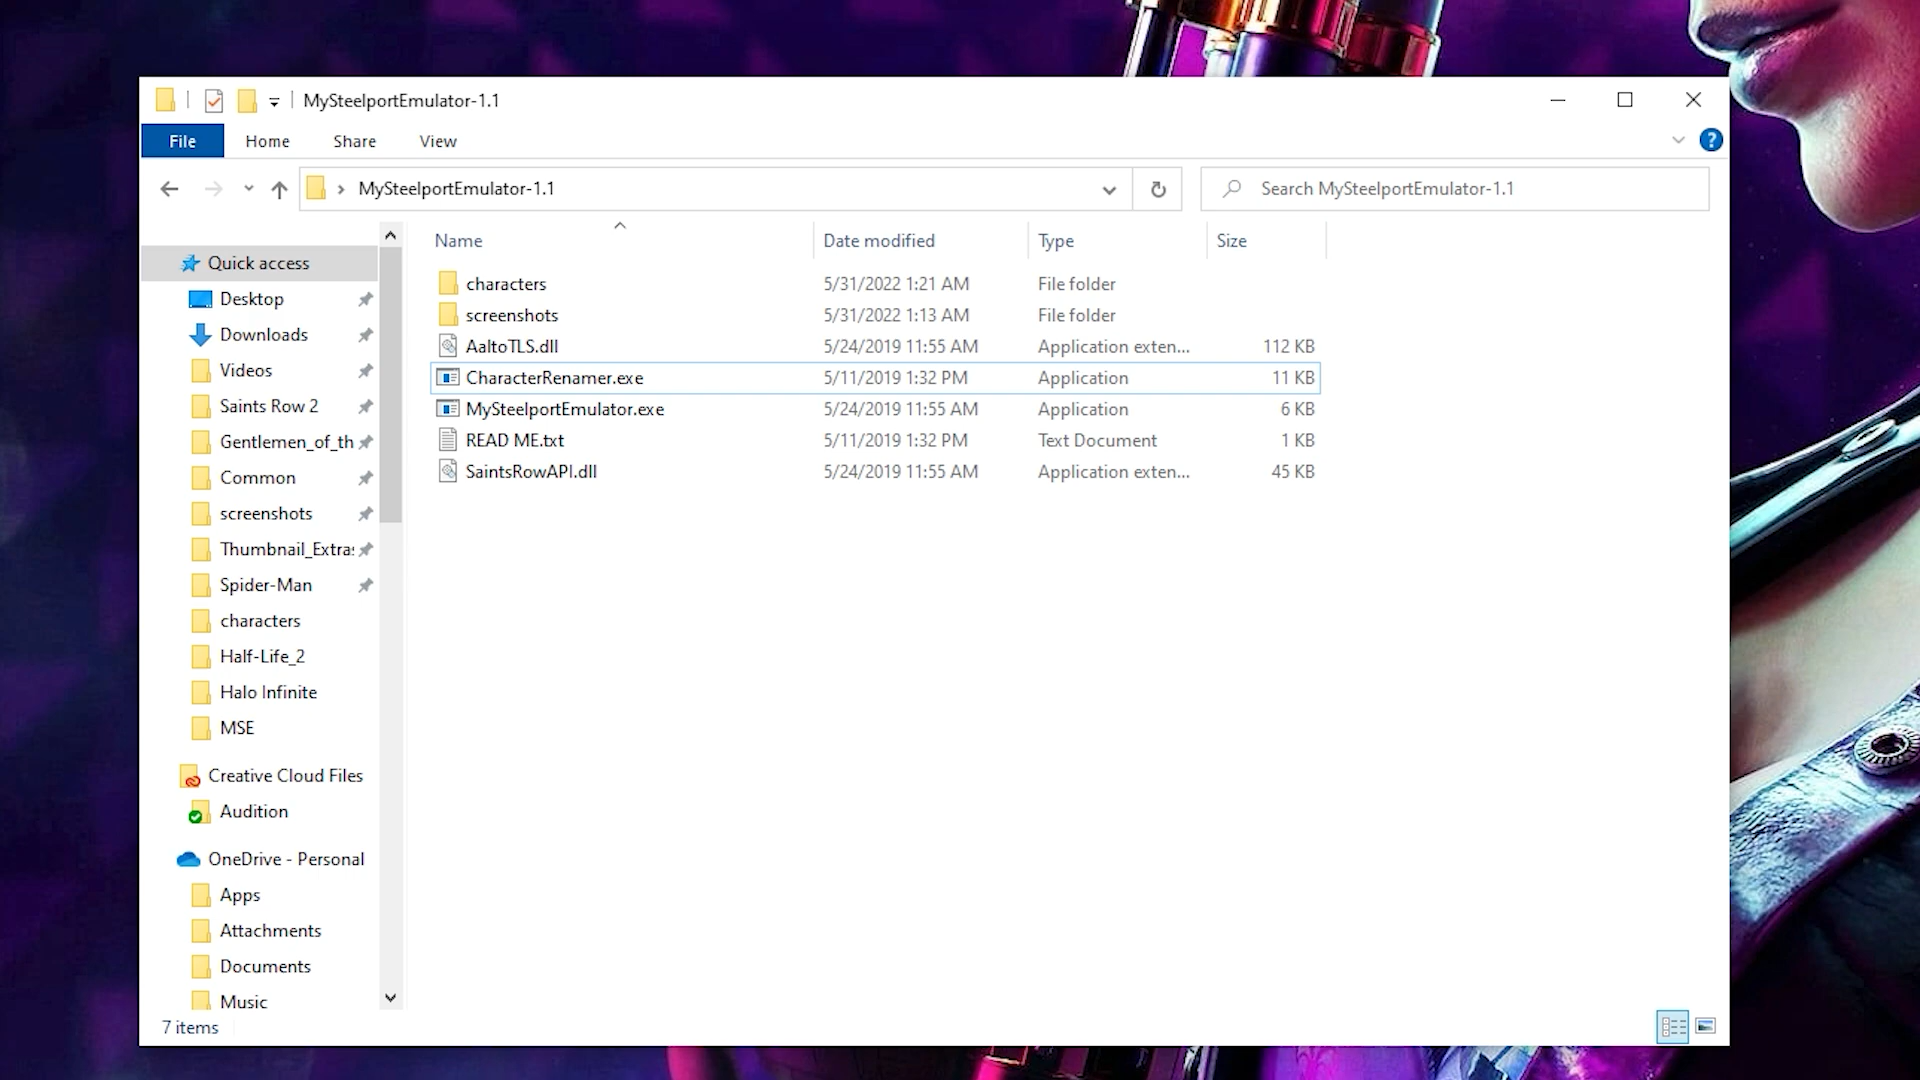 MySteelportEmulator-1.1
File Home Share View
MySteelportEmulator-1.1
Search MySteelportEmulator-1.1
Name Date modified Type Size
Quick access
Desktop
Downloads
Videos
Saints Row 2
Gentlemen_of_th
Common
screenshots
Thumbnail_Extras
Spider-Man
characters
Half-Life_2
Halo Infinite
MSE
Creative Cloud Files
Audition
OneDrive - Personal
Apps
Attachments
Documents
Music
characters 5/31/2022 1:21 AM File folder
screenshots 5/31/2022 1:13 AM File folder
AaltoTLS.dll 5/24/2019 11:55 AM Application exten... 112 KB
CharacterRenamer.exe 5/11/2019 1:32 PM Application 11 KB
MySteelportEmulator.exe 5/24/2019 11:55 AM Application 6 KB
READ ME.txt 5/11/2019 1:32 PM Text Document 1 KB
SaintsRowAPI.dll 5/24/2019 11:55 AM Application exten... 45 KB
7 items